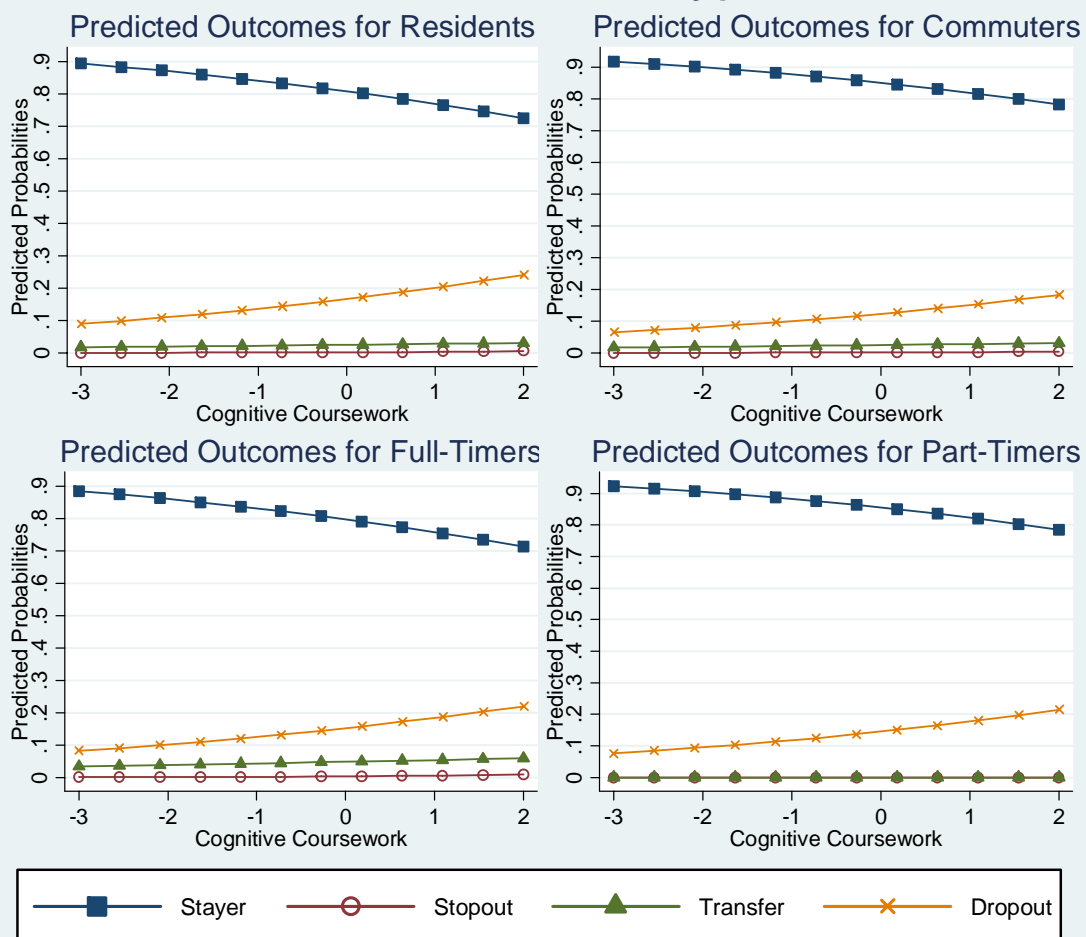 Predicted Outcomes for Residents
Predicted Probabilities
0 .1 .2 .3 .4 .5 .6 .7 .8 .9
-3 -2 -1 0 1 2
Cognitive Coursework
Predicted Outcomes for Commuters
Predicted Probabilities
0 .1 .2 .3 .4 .5 .6 .7 .8 .9
-3 -2 -1 0 1 2
Cognitive Coursework
Predicted Outcomes for Full-Timers
Predicted Probabilities
0 .1 .2 .3 .4 .5 .6 .7 .8 .9
-3 -2 -1 0 1 2
Cognitive Coursework
Predicted Outcomes for Part-Timers
Predicted Probabilities
0 .1 .2 .3 .4 .5 .6 .7 .8 .9
-3 -2 -1 0 1 2
Cognitive Coursework
Stayer Stopout Transfer Dropout